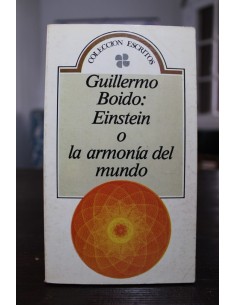 COLECCION ESCRITOS
Guillermo
Boido:
Einstein
o
la armonía del
mundo